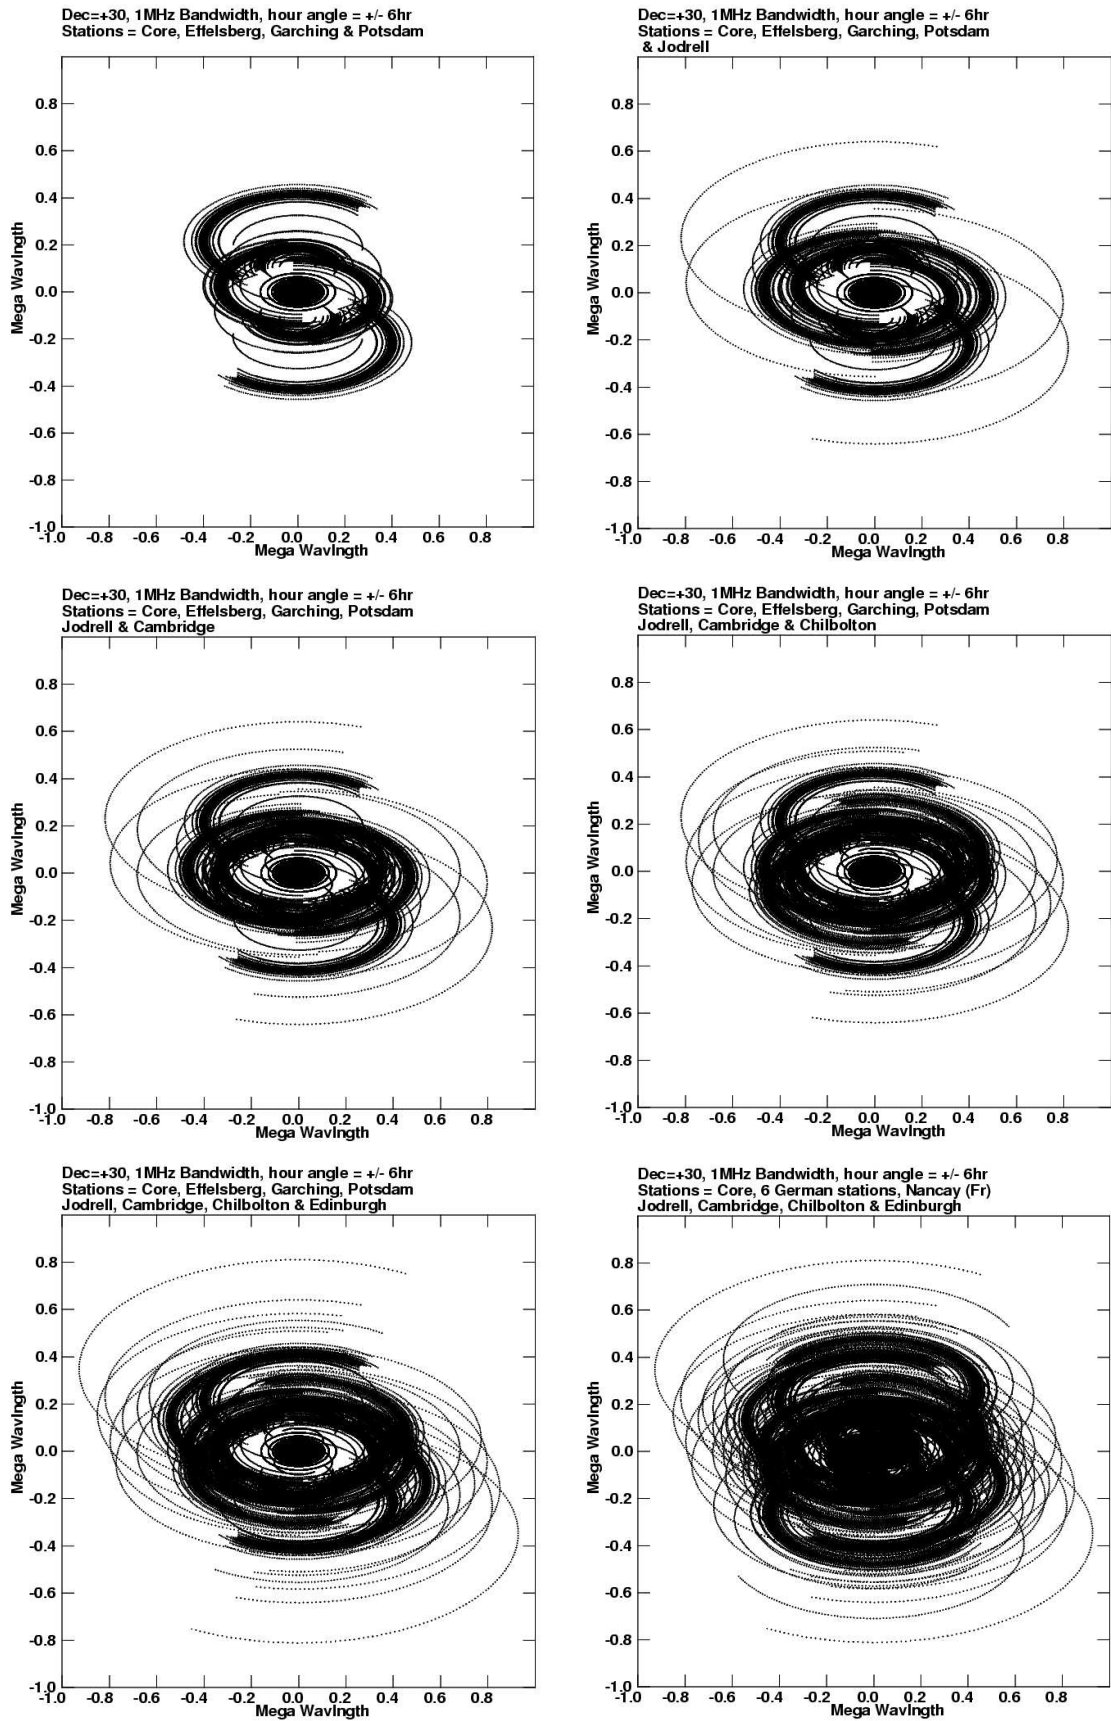 Dec=+30, 1MHz Bandwidth, hour angle = +/- 6hr
Stations = Core, Effelsberg, Garching & Potsdam
0.8
0.6
0.4
0.2
0.0
-0.2
-0.4
-0.6
-0.8
-1.0
Mega Wavlngth
-1.0 -0.8 -0.6 -0.4 -0.2 0.0 0.2 0.4 0.6 0.8
Mega Wavlngth
Dec=+30, 1MHz Bandwidth, hour angle = +/- 6hr
Stations = Core, Effelsberg, Garching, Potsdam
& Jodrell
0.8
0.6
0.4
0.2
0.0
-0.2
-0.4
-0.6
-0.8
-1.0
Mega Wavlngth
-1.0 -0.8 -0.6 -0.4 -0.2 0.0 0.2 0.4 0.6 0.8
Mega Wavlngth
Dec=+30, 1MHz Bandwidth, hour angle = +/- 6hr
Stations = Core, Effelsberg, Garching, Potsdam
Jodrell & Cambridge
0.8
0.6
0.4
0.2
0.0
-0.2
-0.4
-0.6
-0.8
-1.0
Mega Wavlngth
-1.0 -0.8 -0.6 -0.4 -0.2 0.0 0.2 0.4 0.6 0.8
Mega Wavlngth
Dec=+30, 1MHz Bandwidth, hour angle = +/- 6hr
Stations = Core, Effelsberg, Garching, Potsdam
Jodrell, Cambridge & Chilbolton
0.8
0.6
0.4
0.2
0.0
-0.2
-0.4
-0.6
-0.8
-1.0
Mega Wavlngth
-1.0 -0.8 -0.6 -0.4 -0.2 0.0 0.2 0.4 0.6 0.8
Mega Wavlngth
Dec=+30, 1MHz Bandwidth, hour angle = +/- 6hr
Stations = Core, Effelsberg, Garching, Potsdam
Jodrell, Cambridge, Chilbolton & Edinburgh
0.8
0.6
0.4
0.2
0.0
-0.2
-0.4
-0.6
-0.8
-1.0
Mega Wavlngth
-1.0 -0.8 -0.6 -0.4 -0.2 0.0 0.2 0.4 0.6 0.8
Mega Wavlngth
Dec=+30, 1MHz Bandwidth, hour angle = +/- 6hr
Stations = Core, 6 German stations, Nancay (Fr)
Jodrell, Cambridge, Chilbolton & Edinburgh
0.8
0.6
0.4
0.2
0.0
-0.2
-0.4
-0.6
-0.8
-1.0
Mega Wavlngth
-1.0 -0.8 -0.6 -0.4 -0.2 0.0 0.2 0.4 0.6 0.8
Mega Wavlngth